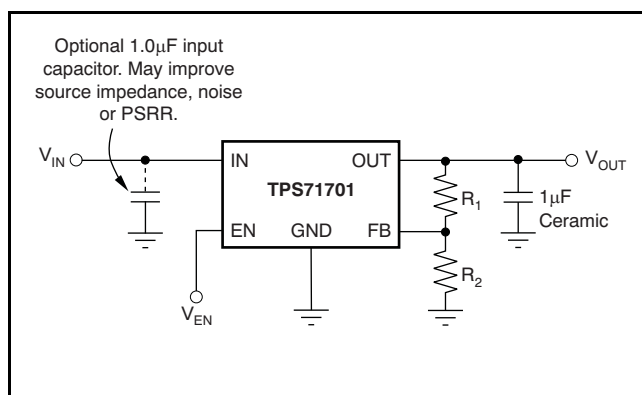 Optional 1.0μF input
capacitor. May improve
source impedance, noise
or PSRR.
VIN
IN
OUT
VOUT
TPS71701
R1
1μF
Ceramic
EN
GND
FB
R2
VEN